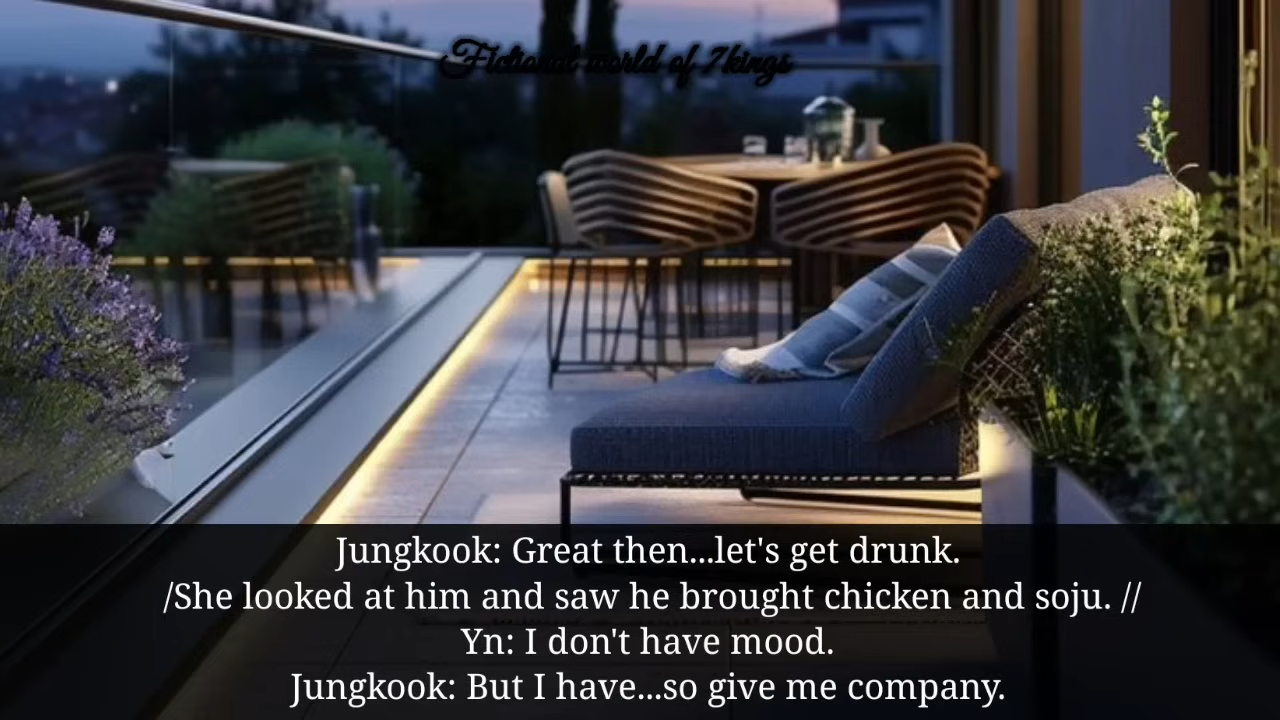 Fictional world of 7kings
Jungkook: Great then...let's get drunk.
/She looked at him and saw he brought chicken and soju. //
Yn: I don't have mood.
Jungkook: But I have...so give me company.